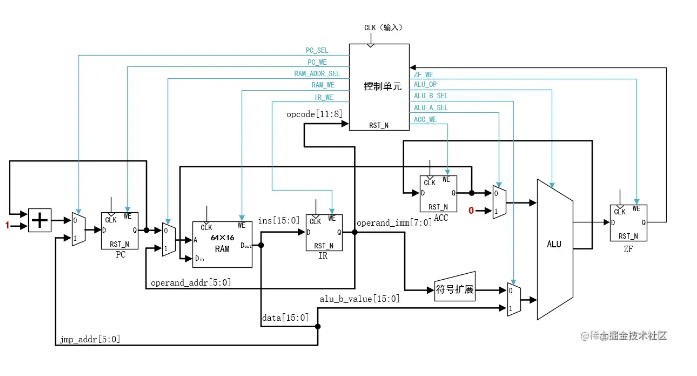 CLK（输入）
PC_SEL
PC_WE
RAM_ADDR_SEL
RAM_WE
IR_WE
控制单元
RST_N
ZF_WE
ALU_OP
ALU_B_SEL
ALU_A_SEL
ACC_WE
opcode[11:8]
+
1
0
1
CLK
WE
D
Q
RST_N
PC
0
1
CLK
WE
A
64×16
RAM
Din
Dout
ins[15:0]
CLK
WE
D
Q
RST_N
IR
operand_imm[7:0]
CLK
WE
D
Q
RST_N
ACC
0
0
1
ALU
CLK
WE
D
Q
RST_N
ZF
operand_addr[5:0]
符号扩展
0
1
alu_b_value[15:0]
data[15:0]
jmp_addr[5:0]
@稀土掘金技术社区